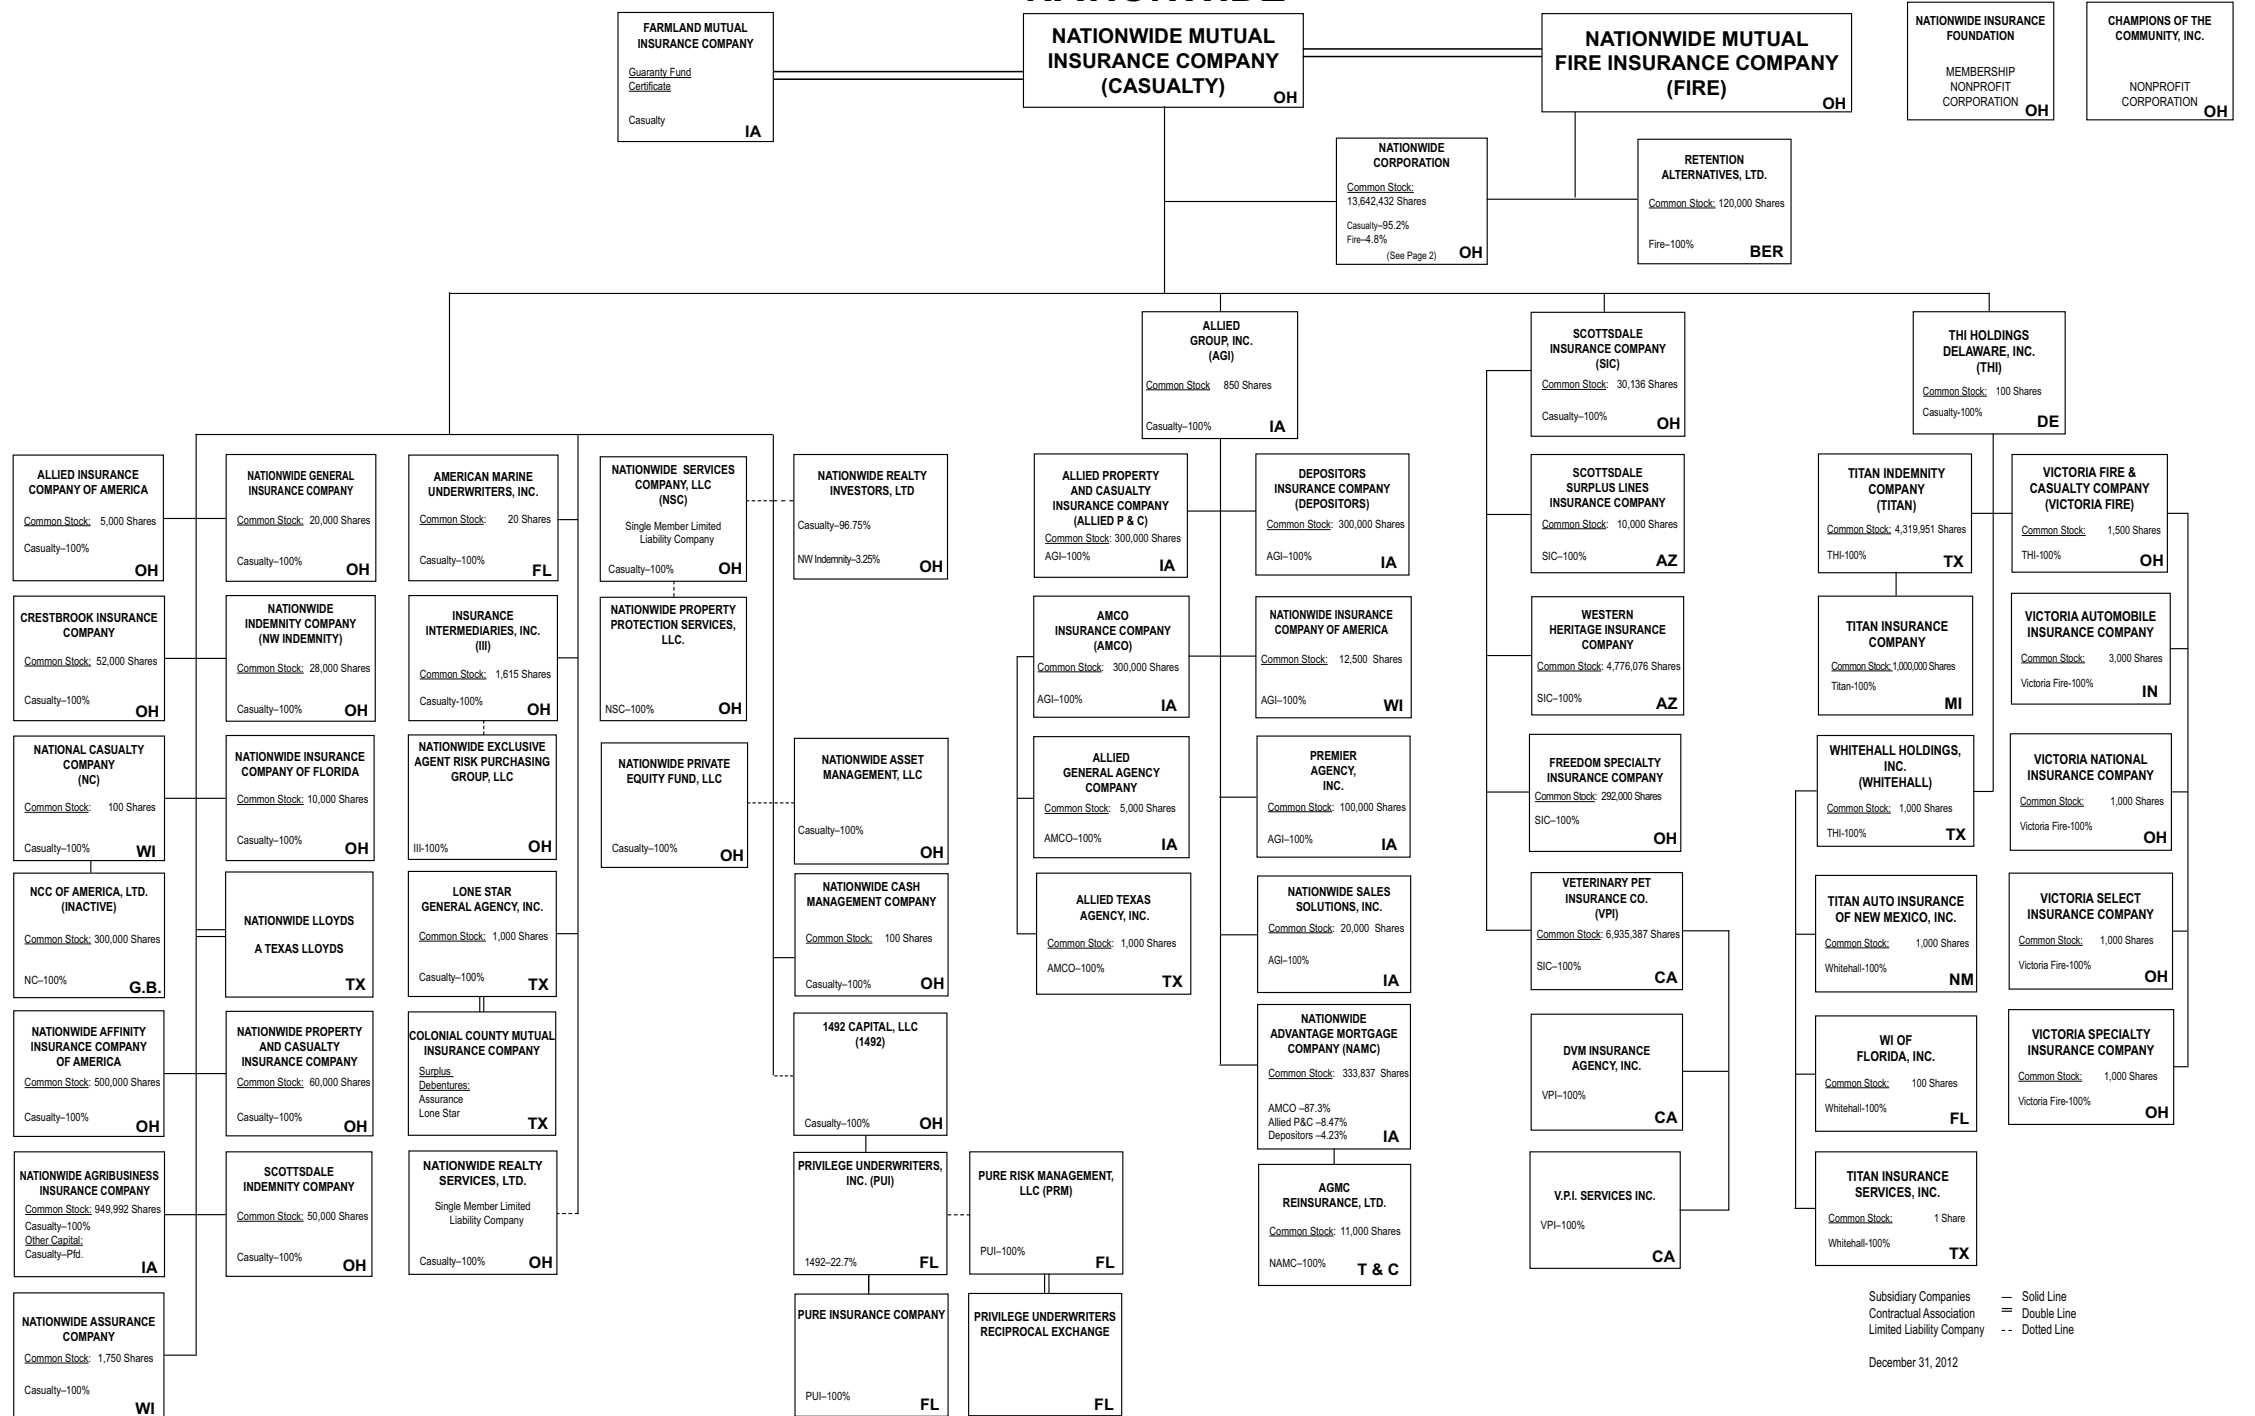 FARMLAND MUTUAL
INSURANCE COMPANY
Guaranty Fund
Certificate
Casualty
IA
NATIONWIDE MUTUAL
INSURANCE COMPANY
(CASUALTY)
OH
NATIONWIDE MUTUAL
FIRE INSURANCE COMPANY
(FIRE)
OH
NATIONWIDE INSURANCE
FOUNDATION
MEMBERSHIP
NONPROFIT
CORPORATION
OH
CHAMPIONS OF THE
COMMUNITY, INC.
NONPROFIT
CORPORATION
OH
NATIONWIDE
CORPORATION
Common Stock:
13,642,432 Shares
Casualty–95.2%
Fire–4.8%
(See Page 2)
OH
RETENTION
ALTERNATIVES, LTD.
Common Stock: 120,000 Shares
Fire–100%
BER
ALLIED
GROUP, INC.
(AGI)
Common Stock 850 Shares
Casualty–100%
IA
SCOTTSDALE
INSURANCE COMPANY
(SIC)
Common Stock: 30,136 Shares
Casualty–100%
OH
THI HOLDINGS
DELAWARE, INC.
(THI)
Common Stock: 100 Shares
Casualty-100%
DE
ALLIED INSURANCE
COMPANY OF AMERICA
Common Stock: 5,000 Shares
Casualty–100%
OH
NATIONWIDE GENERAL
INSURANCE COMPANY
Common Stock: 20,000 Shares
Casualty–100%
OH
AMERICAN MARINE
UNDERWRITERS, INC.
Common Stock: 20 Shares
Casualty–100%
FL
NATIONWIDE SERVICES
COMPANY, LLC
(NSC)
Single Member Limited
Liability Company
Casualty–100%
OH
NATIONWIDE REALTY
INVESTORS, LTD
Casualty–96.75%
NW Indemnity–3.25%
OH
ALLIED PROPERTY
AND CASUALTY
INSURANCE COMPANY
(ALLIED P & C)
Common Stock: 300,000 Shares
AGI–100%
IA
DEPOSITORS
INSURANCE COMPANY
(DEPOSITORS)
Common Stock: 300,000 Shares
AGI–100%
IA
SCOTTSDALE
SURPLUS LINES
INSURANCE COMPANY
Common Stock: 10,000 Shares
SIC–100%
AZ
TITAN INDEMNITY
COMPANY
(TITAN)
Common Stock: 4,319,951 Shares
THI-100%
TX
VICTORIA FIRE &
CASUALTY COMPANY
(VICTORIA FIRE)
Common Stock: 1,500 Shares
THI-100%
OH
CRESTBROOK INSURANCE
COMPANY
Common Stock: 52,000 Shares
Casualty–100%
OH
NATIONWIDE
INDEMNITY COMPANY
(NW INDEMNITY)
Common Stock: 28,000 Shares
Casualty–100%
OH
INSURANCE
INTERMEDIARIES, INC.
(III)
Common Stock: 1,615 Shares
Casualty-100%
OH
NATIONWIDE PROPERTY
PROTECTION SERVICES,
LLC.
NSC–100%
OH
AMCO
INSURANCE COMPANY
(AMCO)
Common Stock: 300,000 Shares
AGI–100%
IA
NATIONWIDE INSURANCE
COMPANY OF AMERICA
Common Stock: 12,500 Shares
AGI–100%
WI
WESTERN
HERITAGE INSURANCE
COMPANY
Common Stock: 4,776,076 Shares
SIC–100%
AZ
TITAN INSURANCE
COMPANY
Common Stock: 1,000,000 Shares
Titan-100%
MI
VICTORIA AUTOMOBILE
INSURANCE COMPANY
Common Stock: 3,000 Shares
Victoria Fire-100%
IN
NATIONAL CASUALTY
COMPANY
(NC)
Common Stock: 100 Shares
Casualty–100%
WI
NATIONWIDE INSURANCE
COMPANY OF FLORIDA
Common Stock: 10,000 Shares
Casualty–100%
OH
NATIONWIDE EXCLUSIVE
AGENT RISK PURCHASING
GROUP, LLC
III-100%
OH
NATIONWIDE PRIVATE
EQUITY FUND, LLC
Casualty–100%
OH
NATIONWIDE ASSET
MANAGEMENT, LLC
Casualty–100%
OH
ALLIED
GENERAL AGENCY
COMPANY
Common Stock: 5,000 Shares
AMCO–100%
IA
PREMIER
AGENCY,
INC.
Common Stock: 100,000 Shares
AGI–100%
IA
FREEDOM SPECIALTY
INSURANCE COMPANY
Common Stock: 292,000 Shares
SIC–100%
OH
WHITEHALL HOLDINGS,
INC.
(WHITEHALL)
Common Stock: 1,000 Shares
THI-100%
TX
VICTORIA NATIONAL
INSURANCE COMPANY
Common Stock: 1,000 Shares
Victoria Fire-100%
OH
NCC OF AMERICA, LTD.
(INACTIVE)
Common Stock: 300,000 Shares
NC–100%
G.B.
NATIONWIDE LLOYDS
A TEXAS LLOYDS
TX
LONE STAR
GENERAL AGENCY, INC.
Common Stock: 1,000 Shares
Casualty–100%
TX
NATIONWIDE CASH
MANAGEMENT COMPANY
Common Stock: 100 Shares
Casualty–100%
OH
ALLIED TEXAS
AGENCY, INC.
Common Stock: 1,000 Shares
AMCO–100%
TX
NATIONWIDE SALES
SOLUTIONS, INC.
Common Stock: 20,000 Shares
AGI–100%
IA
VETERINARY PET
INSURANCE CO.
(VPI)
Common Stock: 6,935,387 Shares
SIC–100%
CA
TITAN AUTO INSURANCE
OF NEW MEXICO, INC.
Common Stock: 1,000 Shares
Whitehall-100%
NM
VICTORIA SELECT
INSURANCE COMPANY
Common Stock: 1,000 Shares
Victoria Fire-100%
OH
NATIONWIDE AFFINITY
INSURANCE COMPANY
OF AMERICA
Common Stock: 500,000 Shares
Casualty–100%
OH
NATIONWIDE PROPERTY
AND CASUALTY
INSURANCE COMPANY
Common Stock: 60,000 Shares
Casualty–100%
OH
COLONIAL COUNTY MUTUAL
INSURANCE COMPANY
Surplus
Debentures:
Assurance
Lone Star
TX
1492 CAPITAL, LLC
(1492)
Casualty–100%
OH
NATIONWIDE
ADVANTAGE MORTGAGE
COMPANY (NAMC)
Common Stock: 333,837 Shares
AMCO –87.3%
Allied P&C –8.47%
Depositors –4.23%
IA
DVM INSURANCE
AGENCY, INC.
VPI–100%
CA
WI OF
FLORIDA, INC.
Common Stock: 100 Shares
Whitehall-100%
FL
VICTORIA SPECIALTY
INSURANCE COMPANY
Common Stock: 1,000 Shares
Victoria Fire-100%
OH
NATIONWIDE AGRIBUSINESS
INSURANCE COMPANY
Common Stock: 949,992 Shares
Casualty–100%
Other Capital:
Casualty–Pfd.
IA
SCOTTSDALE
INDEMNITY COMPANY
Common Stock: 50,000 Shares
Casualty–100%
OH
NATIONWIDE REALTY
SERVICES, LTD.
Single Member Limited
Liability Company
Casualty–100%
OH
PRIVILEGE UNDERWRITERS,
INC. (PUI)
1492–22.7%
FL
PURE RISK MANAGEMENT,
LLC (PRM)
PUI–100%
FL
AGMC
REINSURANCE, LTD.
Common Stock: 11,000 Shares
NAMC–100%
T & C
V.P.I. SERVICES INC.
VPI–100%
CA
TITAN INSURANCE
SERVICES, INC.
Common Stock: 1 Share
Whitehall-100%
TX
NATIONWIDE ASSURANCE
COMPANY
Common Stock: 1,750 Shares
Casualty–100%
WI
PURE INSURANCE COMPANY
PUI–100%
FL
PRIVILEGE UNDERWRITERS
RECIPROCAL EXCHANGE
FL
Subsidiary Companies — Solid Line
Contractual Association = Double Line
Limited Liability Company -- Dotted Line
December 31, 2012